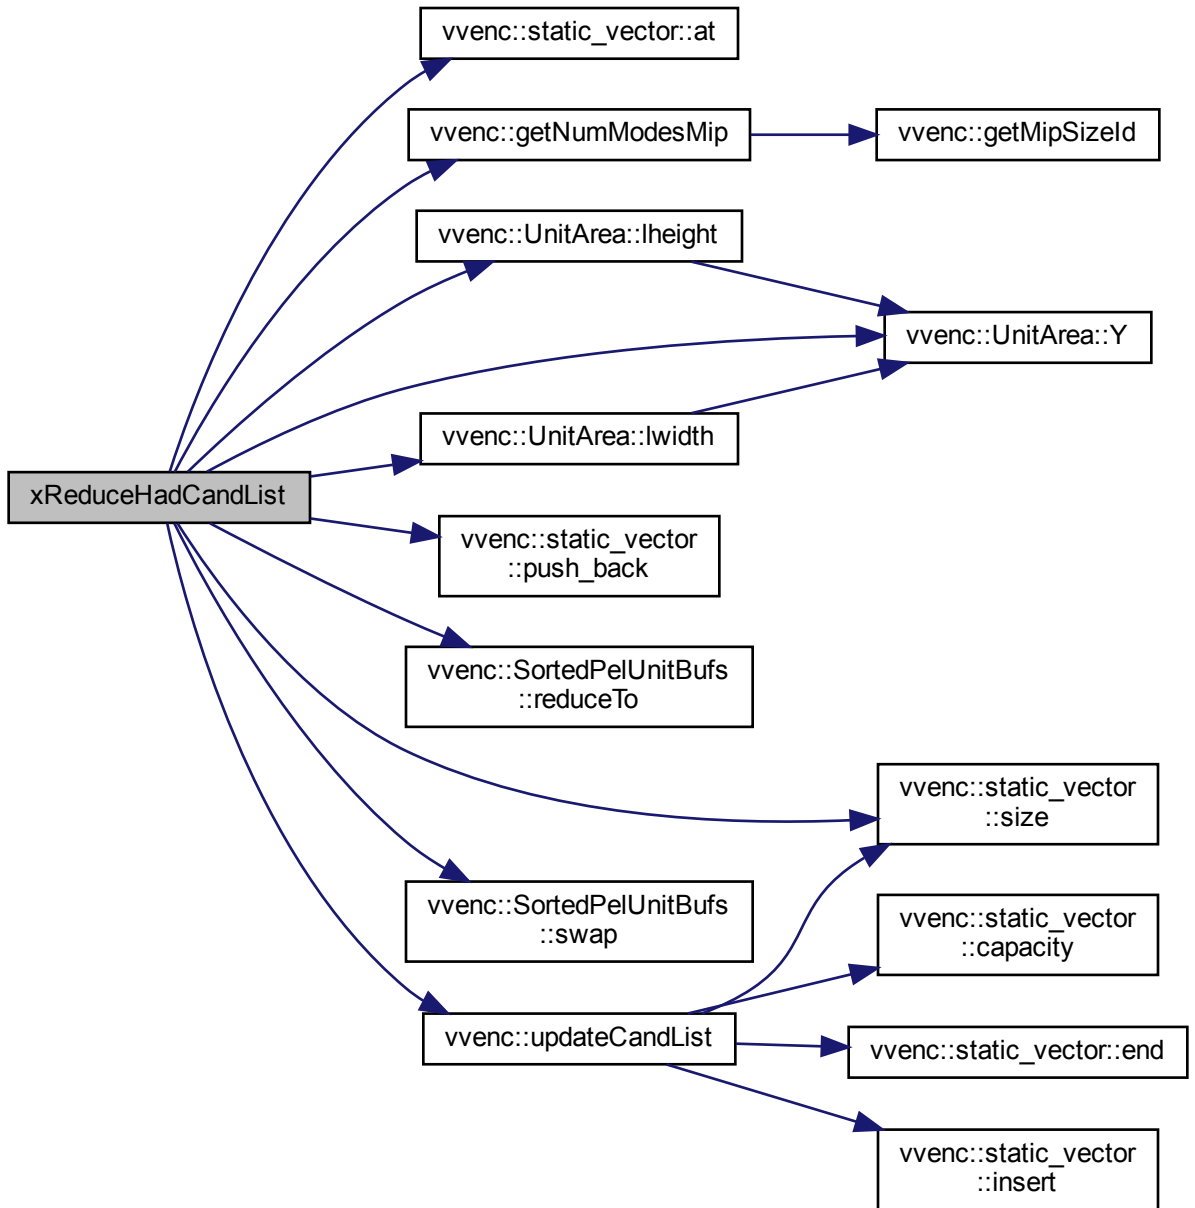 vvenc::static_vector::at
vvenc::getNumModesMip
vvenc::getMipSizeId
vvenc::UnitArea::lheight
vvenc::UnitArea::Y
vvenc::UnitArea::lwidth
xReduceHadCandList
vvenc::static_vector
::push_back
vvenc::SortedPelUnitBufs
::reduceTo
vvenc::static_vector
::size
vvenc::SortedPelUnitBufs
::swap
vvenc::static_vector
::capacity
vvenc::updateCandList
vvenc::static_vector::end
vvenc::static_vector
::insert